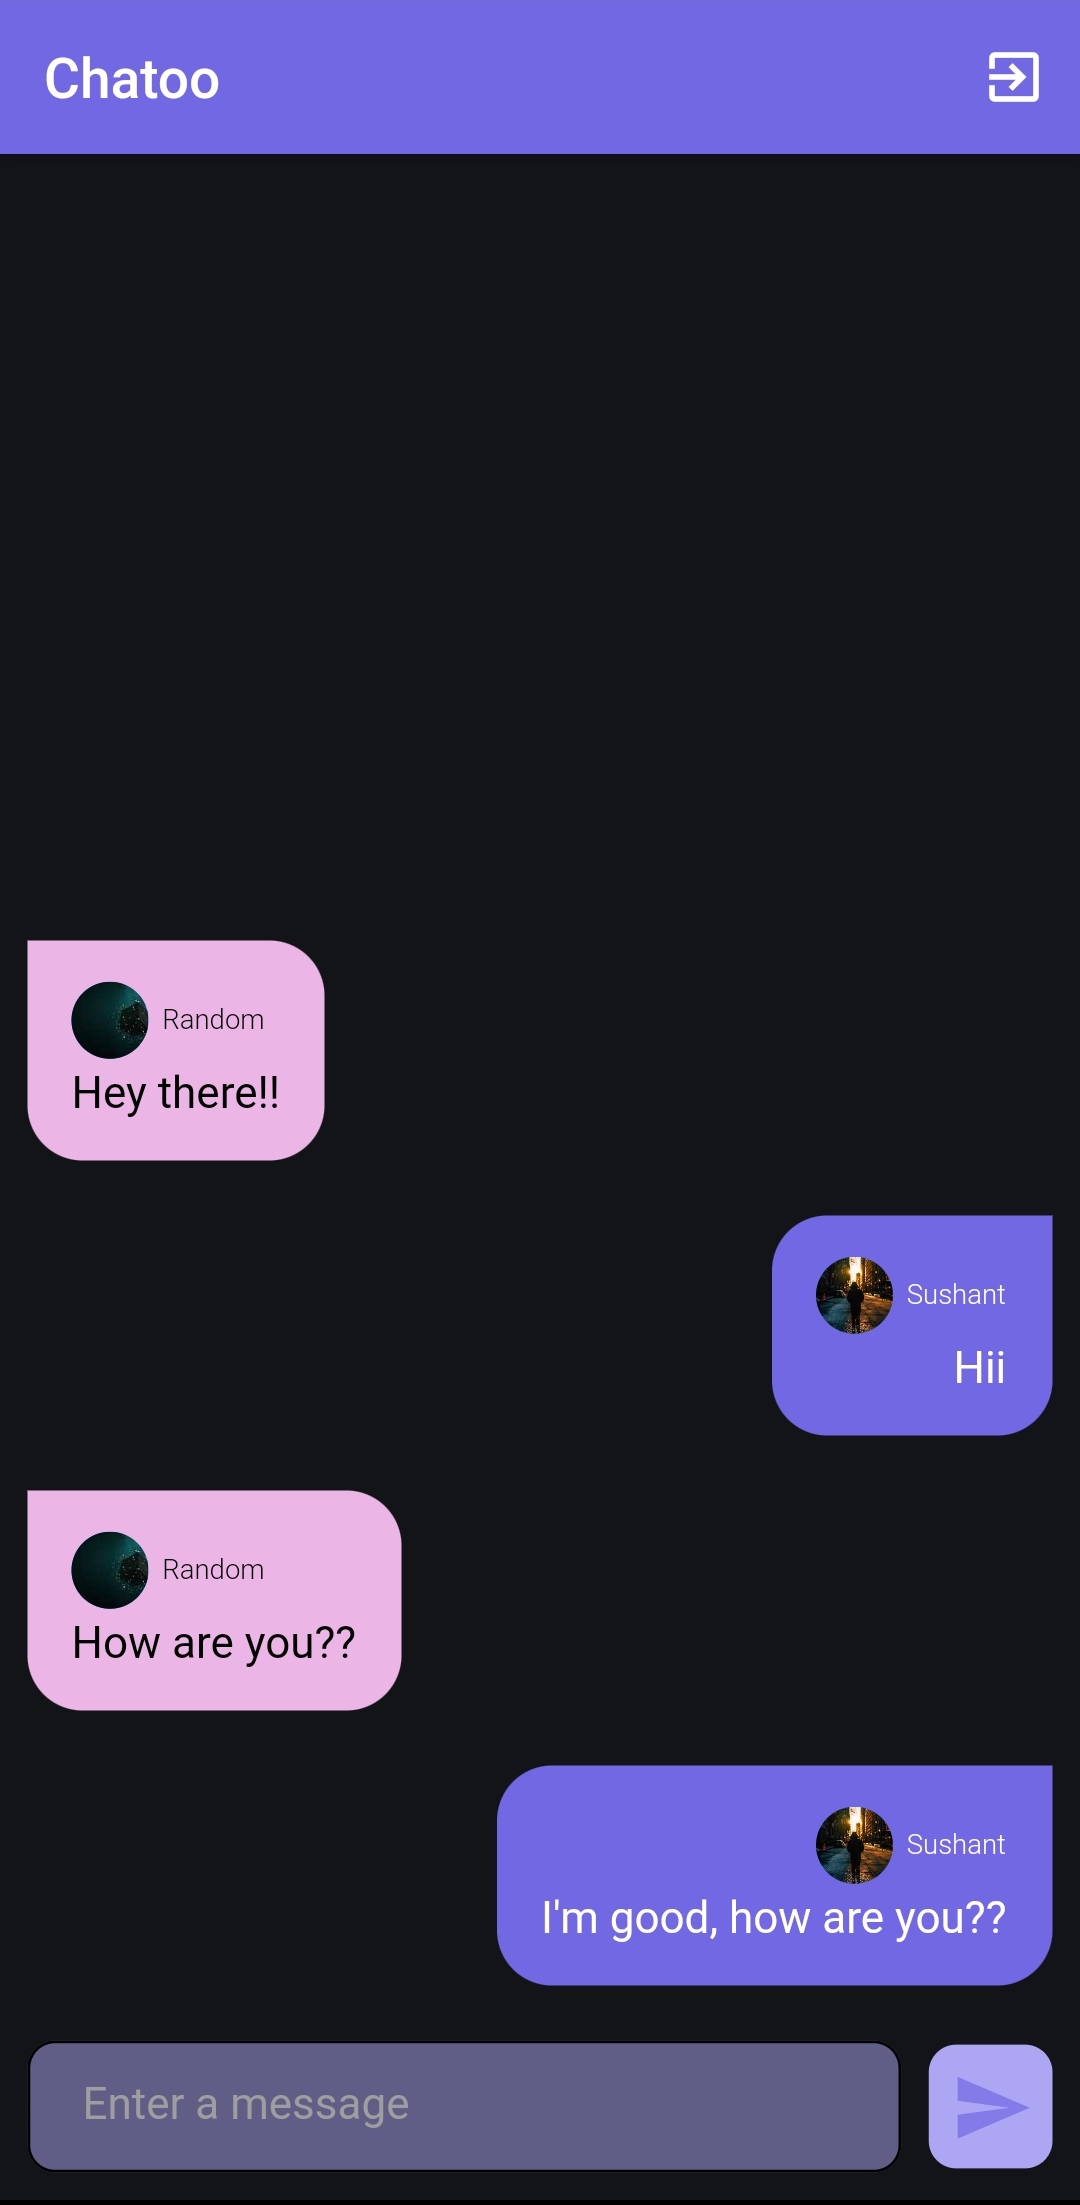 Chatoo
Random
Hey there!!
Sushant
Hii
Random
How are you??
Sushant
I'm good, how are you??
Enter a message